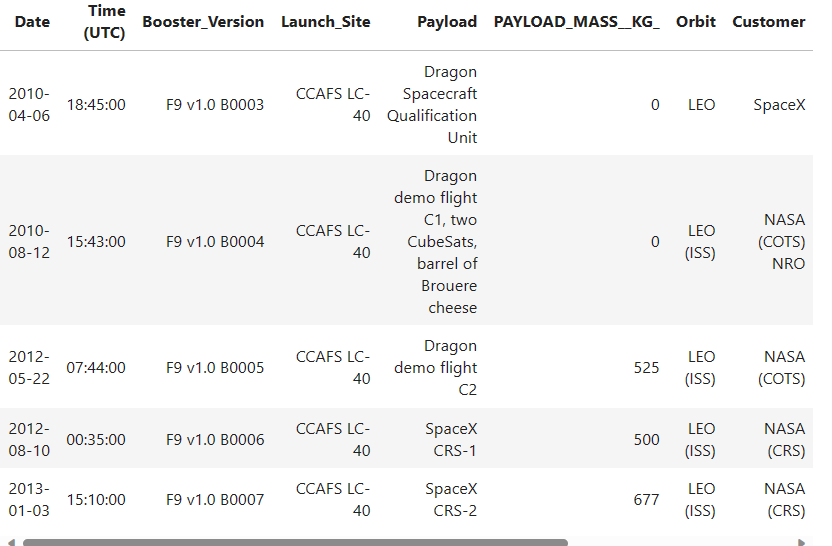 Date Time (UTC) Booster_Version Launch_Site Payload PAYLOAD_MASS__KG_ Orbit Customer
2010-04-06 18:45:00 F9 v1.0 B0003 CCAFS LC-40 Dragon Spacecraft Qualification Unit 0 LEO SpaceX
2010-08-12 15:43:00 F9 v1.0 B0004 CCAFS LC-40 Dragon demo flight C1, two CubeSats, barrel of Brouere cheese 0 LEO (ISS) NASA (COTS) NRO
2012-05-22 07:44:00 F9 v1.0 B0005 CCAFS LC-40 Dragon demo flight C2 525 LEO (ISS) NASA (COTS)
2012-08-10 00:35:00 F9 v1.0 B0006 CCAFS LC-40 SpaceX CRS-1 500 LEO (ISS) NASA (CRS)
2013-01-03 15:10:00 F9 v1.0 B0007 CCAFS LC-40 SpaceX CRS-2 677 LEO (ISS) NASA (CRS)